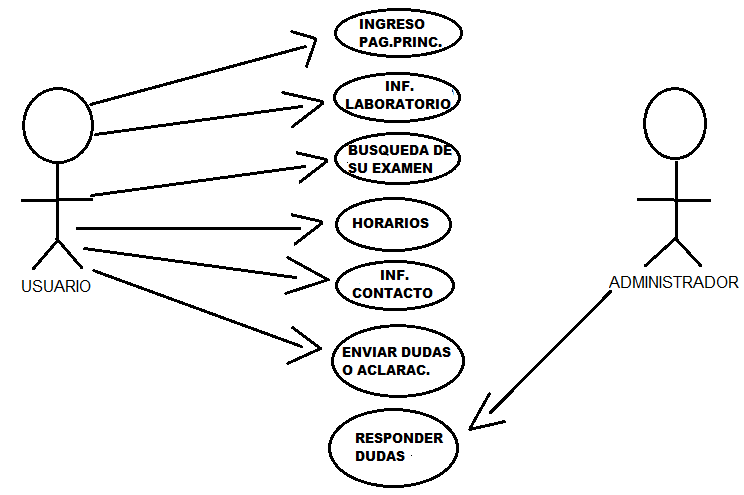 INGRESO
PAG.PRINC.
INF.
LABORATORIO
BUSQUEDA DE
SU EXAMEN
HORARIOS
INF.
CONTACTO
ENVIAR DUDAS
O ACLARAC.
RESPONDER
DUDAS
USUARIO
ADMINISTRADOR